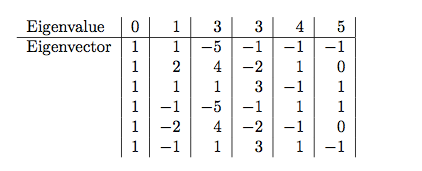 Eigenvalue 0 1 3 3 4 5
Eigenvector 1 1 −5 −1 −1 −1
1 2 4 −2 1 0
1 1 1 3 −1 1
1 −1 −5 −1 1 1
1 −2 4 −2 −1 0
1 −1 1 3 1 −1